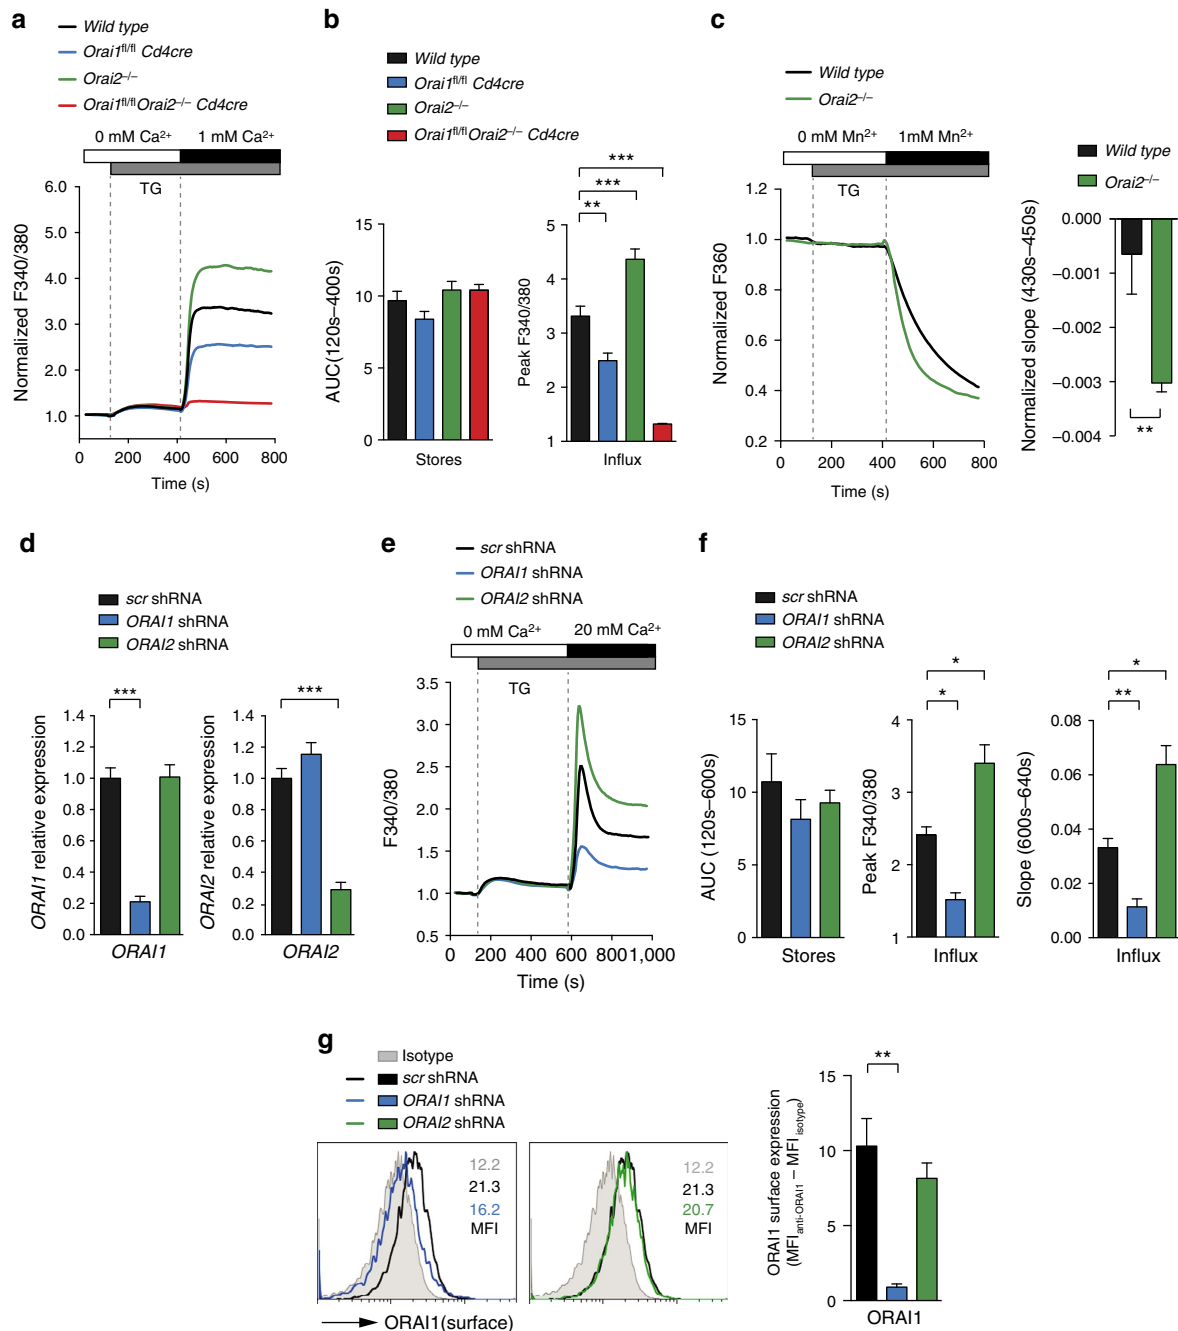 a
Wild type
Orai1fl/fl Cd4cre
Orai2–/–
Orai1fl/flOrai2–/– Cd4cre
0 mM Ca2+
1 mM Ca2+
TG
Normalized F340/380
6.0
5.0
4.0
3.0
2.0
1.0
0
200
400
600
800
Time (s)
b
Wild type
Orai1fl/fl Cd4cre
Orai2–/–
Orai1fl/flOrai2–/– Cd4cre
AUC(120s–400s)
15
10
5
0
Stores
***
***
**
Peak F340/380
5
4
3
2
1
Influx
c
Wild type
Orai2–/–
0 mM Mn2+
1mM Mn2+
TG
Normalized F360
1.2
1.0
0.8
0.6
0.4
0.2
0
200
400
600
800
Time (s)
Wild type
Orai2–/–
Normalized slope (430s–450s)
0.000
–0.001
–0.002
–0.003
–0.004
**
d
scr shRNA
ORAI1 shRNA
ORAI2 shRNA
***
ORAI1 relative expression
1.4
1.2
1.0
0.8
0.6
0.4
0.2
0.0
ORAI1
***
ORAI2 relative expression
1.4
1.2
1.0
0.8
0.6
0.4
0.2
0.0
ORAI2
e
scr shRNA
ORAI1 shRNA
ORAI2 shRNA
0 mM Ca2+
20 mM Ca2+
TG
F340/380
3.5
3.0
2.5
2.0
1.5
1.0
0.5
0
200
400
600
800
1,000
Time (s)
f
scr shRNA
ORAI1 shRNA
ORAI2 shRNA
AUC (120s–600s)
15
10
5
0
Stores
*
*
Peak F340/380
4
3
2
1
Influx
*
**
Slope (600s–640s)
0.08
0.06
0.04
0.02
0.00
Influx
g
Isotype
scr shRNA
ORAI1 shRNA
ORAI2 shRNA
12.2
21.3
16.2
MFI
12.2
21.3
20.7
MFI
ORAI1(surface)
**
ORAI1 surface expression
(MFIanti-ORAI1 – MFIisotype)
15
10
5
0
ORAI1